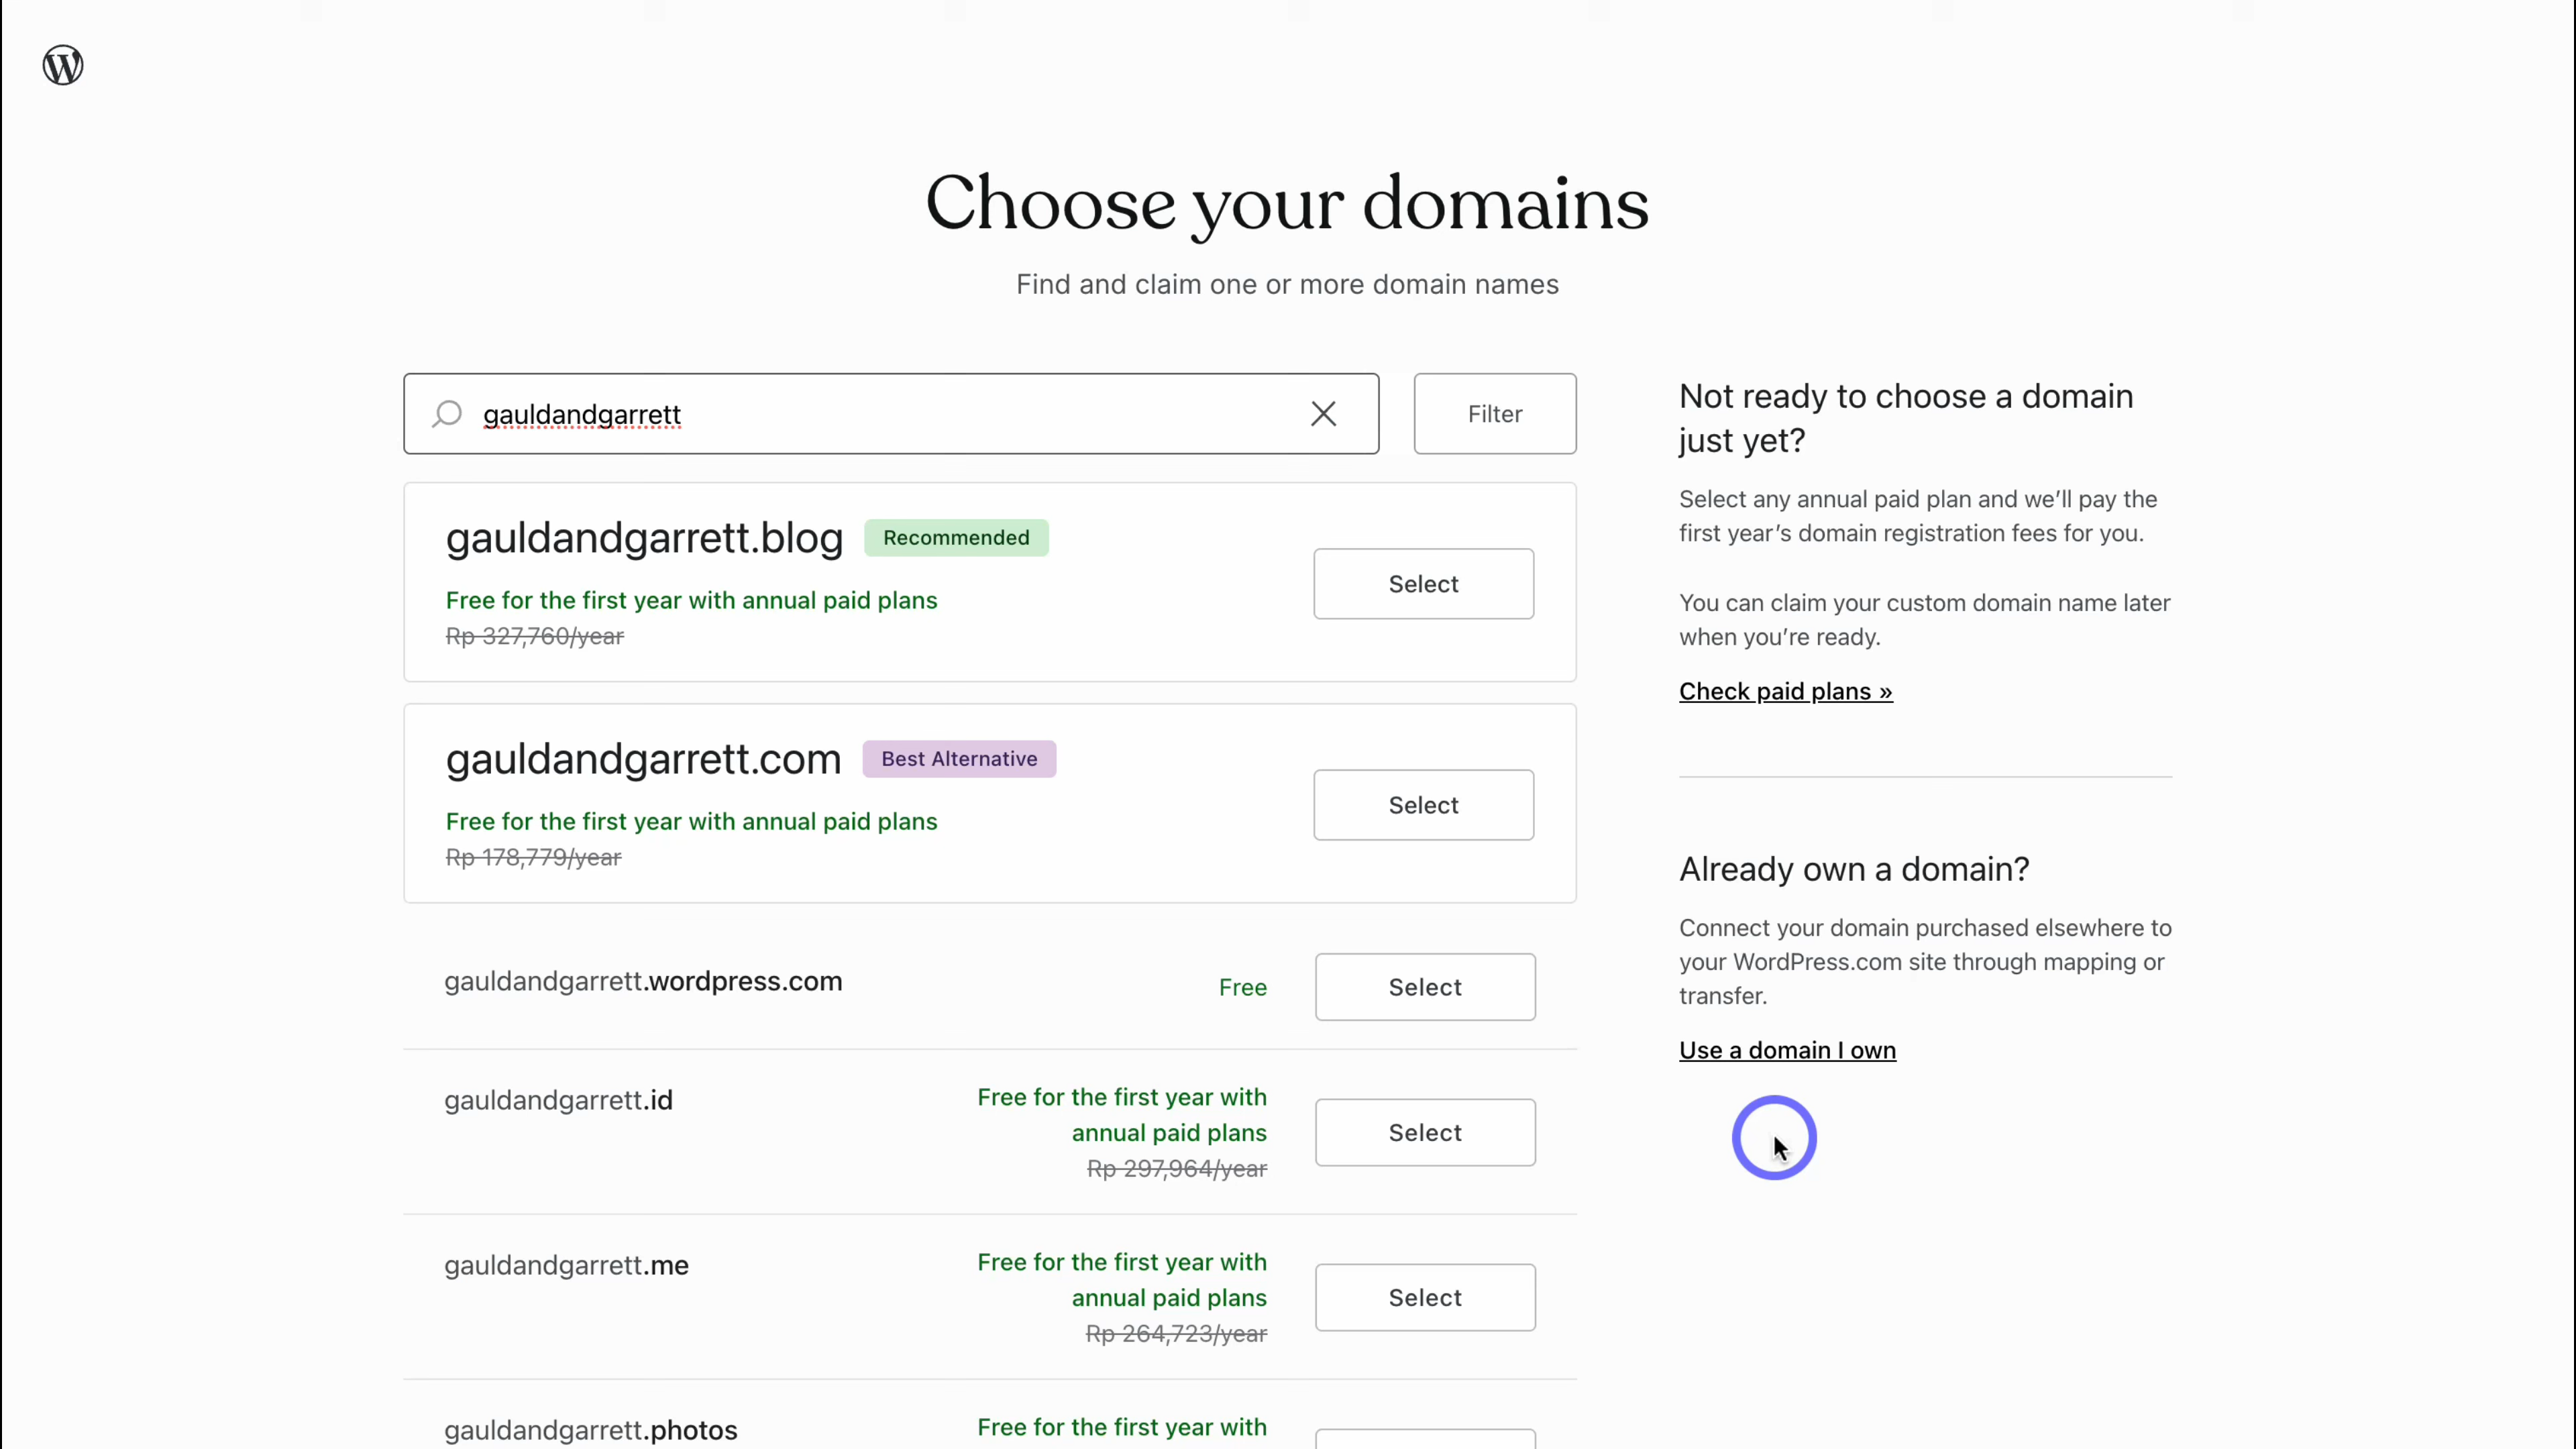 Choose your domains
Find and claim one or more domain names
gauldandgarrett
Filter
gauldandgarrett.blog Recommended
Free for the first year with annual paid plans
Rp 327,760/year
Select
gauldandgarrett.com Best Alternative
Free for the first year with annual paid plans
Rp 178,779/year
Select
gauldandgarrett.wordpress.com
Free
Select
gauldandgarrett.id
Free for the first year with
annual paid plans
Rp 297,964/year
Select
gauldandgarrett.me
Free for the first year with
annual paid plans
Rp 264,723/year
Select
gauldandgarrett.photos
Free for the first year with
Not ready to choose a domain
just yet?
Select any annual paid plan and we’ll pay the
first year’s domain registration fees for you.
You can claim your custom domain name later
when you’re ready.
Check paid plans »
Already own a domain?
Connect your domain purchased elsewhere to
your WordPress.com site through mapping or
transfer.
Use a domain I own